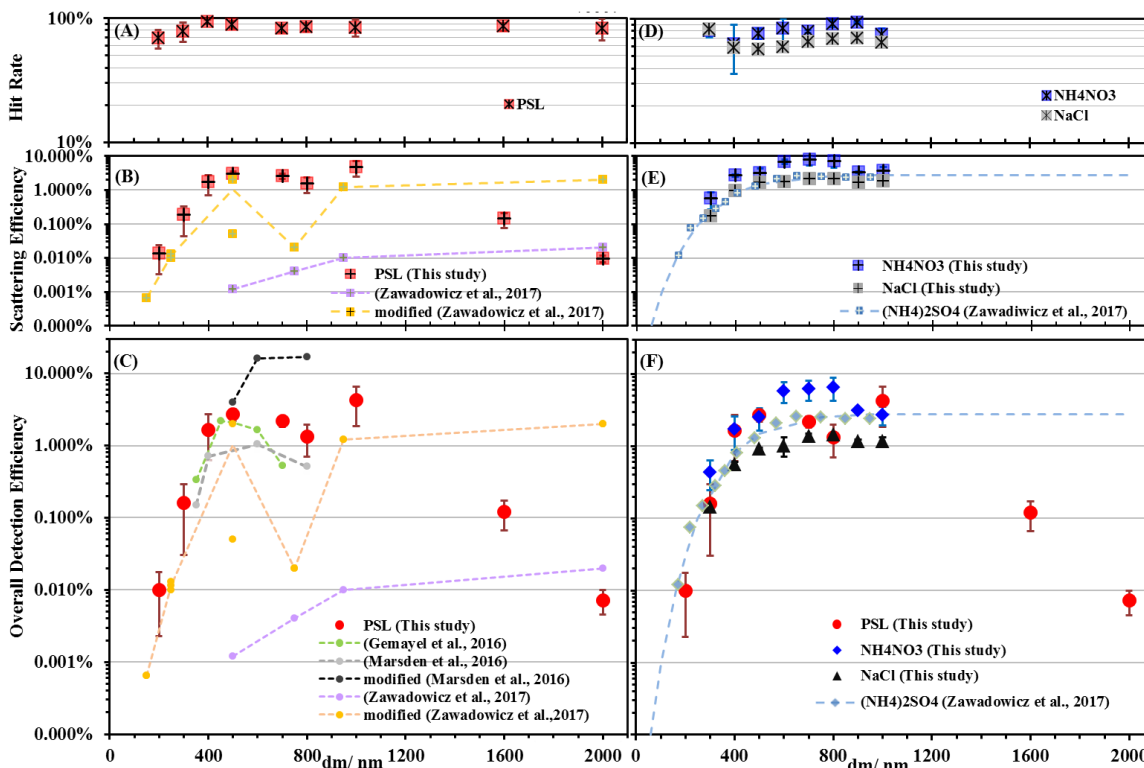 100%
(A)
PSL
10%
Hit Rate
(D)
NH4NO3
NaCl
10.000%
1.000%
0.100%
0.010%
0.001%
0.000%
Scattering Efficiency
(B)
PSL (This study)
(Zawadowicz et al., 2017)
modified (Zawadowicz et al., 2017)
(E)
NH4NO3 (This study)
NaCl (This study)
(NH4)2SO4 (Zawadiwicz et al., 2017)
10.000%
1.000%
0.100%
0.010%
0.001%
0.000%
Overall Detection Efficiency
(C)
PSL (This study)
(Gemayel et al., 2016)
(Marsden et al., 2016)
modified (Marsden et al., 2016)
(Zawadowicz et al., 2017)
modified (Zawadowicz et al.,2017)
0 400 800 1200 1600 2000
dm/ nm
(F)
PSL (This study)
NH4NO3 (This study)
NaCl (This study)
(NH4)2SO4 (Zawadowicz et al., 2017)
0 400 800 1200 1600 2000
dm/ nm